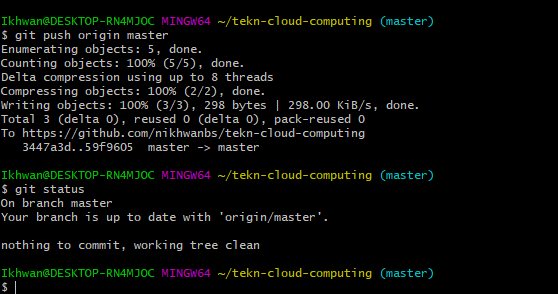 Ikhwan@DESKTOP-RN4MJOC MINGW64 ~/tekn-cloud-computing (master)
$ git push origin master
Enumerating objects: 5, done.
Counting objects: 100% (5/5), done.
Delta compression using up to 8 threads
Compressing objects: 100% (2/2), done.
Writing objects: 100% (3/3), 298 bytes | 298.00 KiB/s, done.
Total 3 (delta 0), reused 0 (delta 0), pack-reused 0
To https://github.com/nikhwanbs/tekn-cloud-computing
   3447a3d..59f9605  master -> master
Ikhwan@DESKTOP-RN4MJOC MINGW64 ~/tekn-cloud-computing (master)
$ git status
On branch master
Your branch is up to date with 'origin/master'.
nothing to commit, working tree clean
Ikhwan@DESKTOP-RN4MJOC MINGW64 ~/tekn-cloud-computing (master)
$